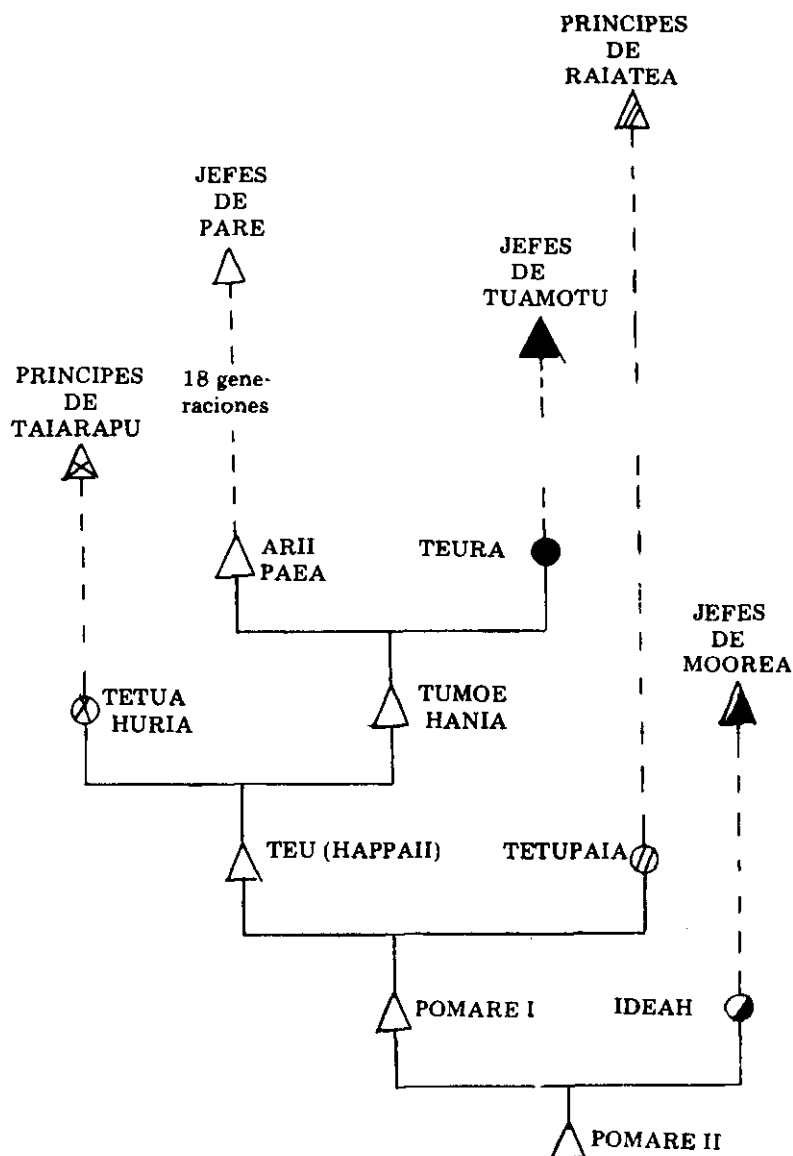 PRINCIPES
DE
RAIATEA
JEFES
DE
PARE
JEFES
DE
TUAMOTU
PRINCIPES
DE
TAIARAPU
18 gene-
raciones
ARII
PAEA
TEURA
JEFES
DE
MOOREA
TETUA
HURIA
TUMOE
HANIA
TEU (HAPPAII)
TETUPAIA
POMARE I
IDEAH
POMARE II